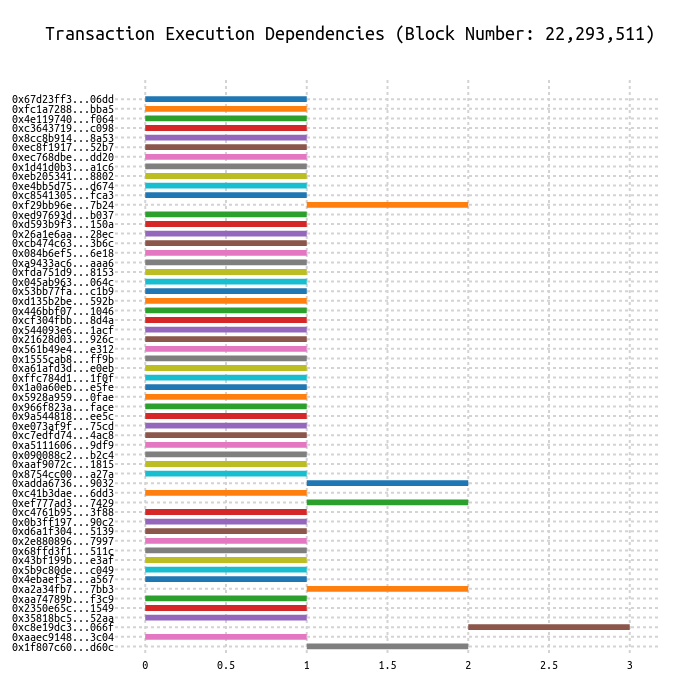 Transaction Execution Dependencies (Block Number: 22,293,511)
0x67d23ff3...06dd
0xfc1a7288...bba5
0x4e119740...f064
0xc3643719...c098
0x8cc8b914...8a53
0xec8f1917...52b7
0xec768dbe...dd20
0x1d41d0b3...a1c6
0xeb205341...8802
0xe4bb5d75...d674
0xc8541305...fca3
0xf29bb96e...7b24
0xed97693d...b037
0xd593b9f3...150a
0x26a1e6aa...28ec
0xcb474c63...3b6c
0x084b6ef5...6e18
0xa9433ac6...aaa6
0xfda751d9...8153
0x045ab963...064c
0x53bb77fa...c1b9
0xd135b2be...592b
0x446bbf07...1046
0xcf304fbb...8d4a
0x544093e6...1acf
0x21628d03...926c
0x561b49e4...e312
0x1555cab8...ff9b
0xa61afd3d...e0eb
0xffc784d1...1f0f
0x1a0a60eb...e5fe
0x5928a959...0fae
0x966f823a...face
0x9a544818...ee5c
0xe073af9f...75cd
0xc7edfd74...4ac8
0xa5111606...9df9
0x090088c2...b2c4
0xaaf9072c...1815
0x8754cc00...a27a
0xadda6736...9032
0xc41b3dae...6dd3
0xef777ad3...7429
0xc4761b95...3f88
0x0b3ff197...90c2
0xd6a1f304...5139
0x2e880896...7997
0x68ffd3f1...511c
0x43bf199b...e3af
0x5b9c80de...c049
0x4ebaef5a...a567
0xa2a34fb7...7bb3
0xaa74789b...f3c9
0x2350e65c...1549
0x35818bc5...52aa
0xc8e19dc3...066f
0xaaec9148...3c04
0x1f807c60...d60c
0 0.5 1 1.5 2 2.5 3